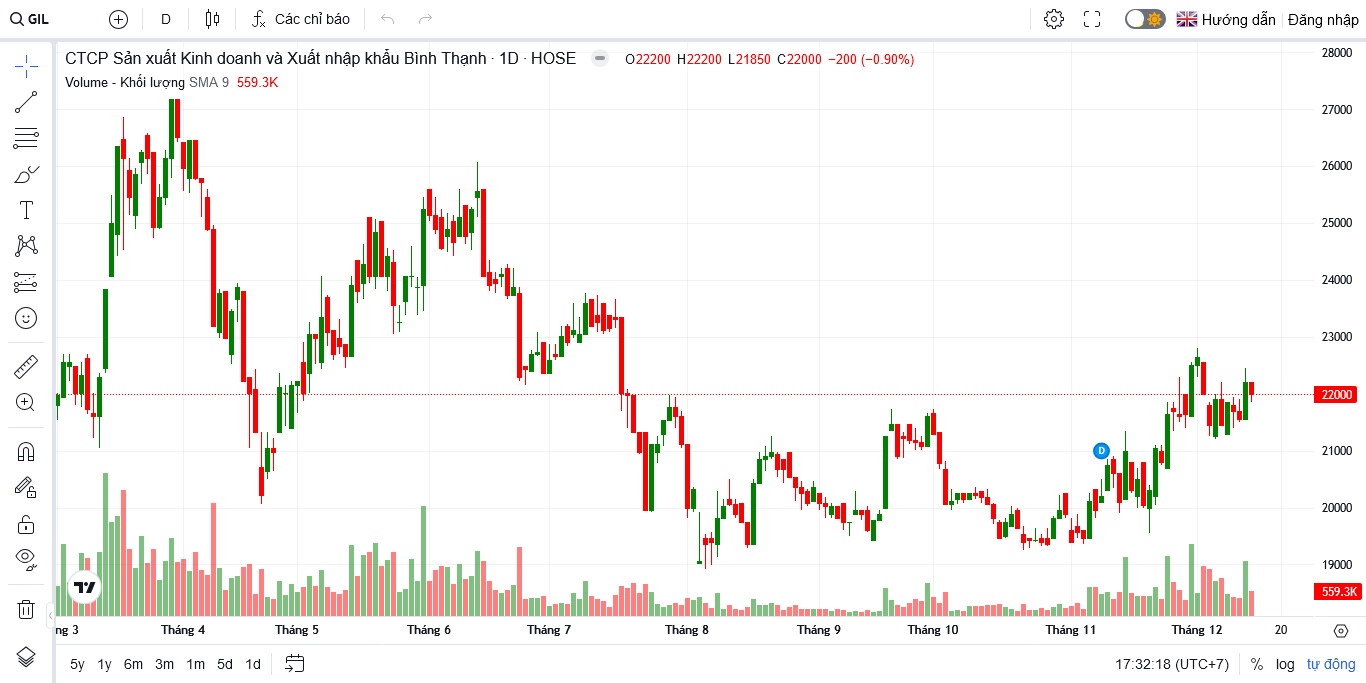 GIL D Các chỉ báo Hướng dẫn Đăng nhập
CTCP Sản xuất Kinh doanh và Xuất nhập khẩu Bình Thạnh · 1D · HOSE O22200 H22200 L21850 C22000 −200 (−0.90%)
Volume - Khối lượng SMA 9 559.3K
28000
27000
26000
25000
24000
23000
22000
D
21000
20000
19000
559.3K
ng 3 Tháng 4 Tháng 5 Tháng 6 Tháng 7 Tháng 8 Tháng 9 Tháng 10 Tháng 11 Tháng 12 20
5y 1y 6m 3m 1m 5d 1d 17:32:18 (UTC+7) % log tự động